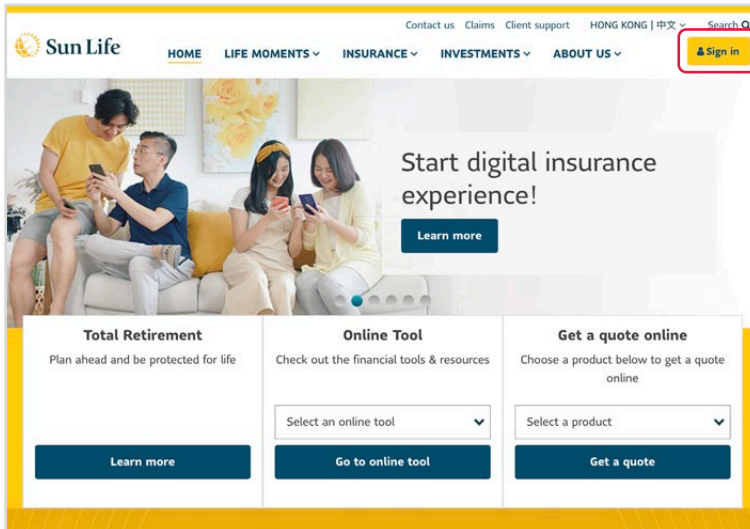 Contact us Claims Client support HONG KONG | 中文 Search
Sun Life
HOME LIFE MOMENTS INSURANCE INVESTMENTS ABOUT US
Sign in
Start digital insurance
experience!
Learn more
Total Retirement
Plan ahead and be protected for life
Learn more
Online Tool
Check out the financial tools & resources
Select an online tool
Go to online tool
Get a quote online
Choose a product below to get a quote
online
Select a product
Get a quote